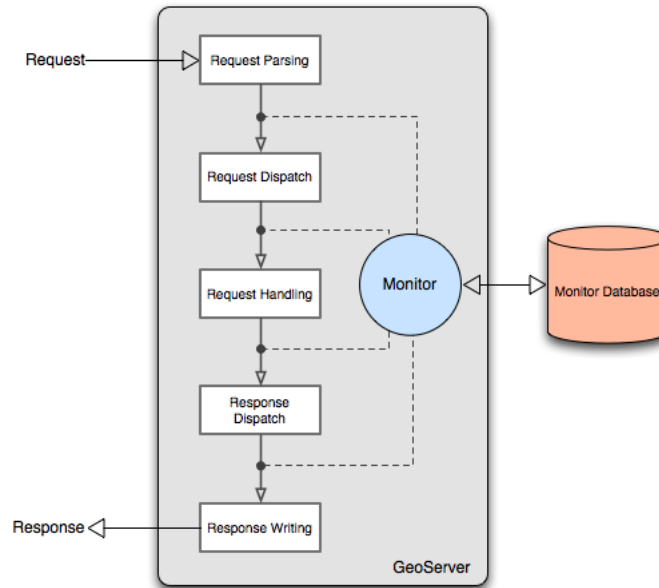 Request
Request Parsing
Request Dispatch
Request Handling
Monitor
Monitor Database
Response
Dispatch
Response
Response Writing
GeoServer